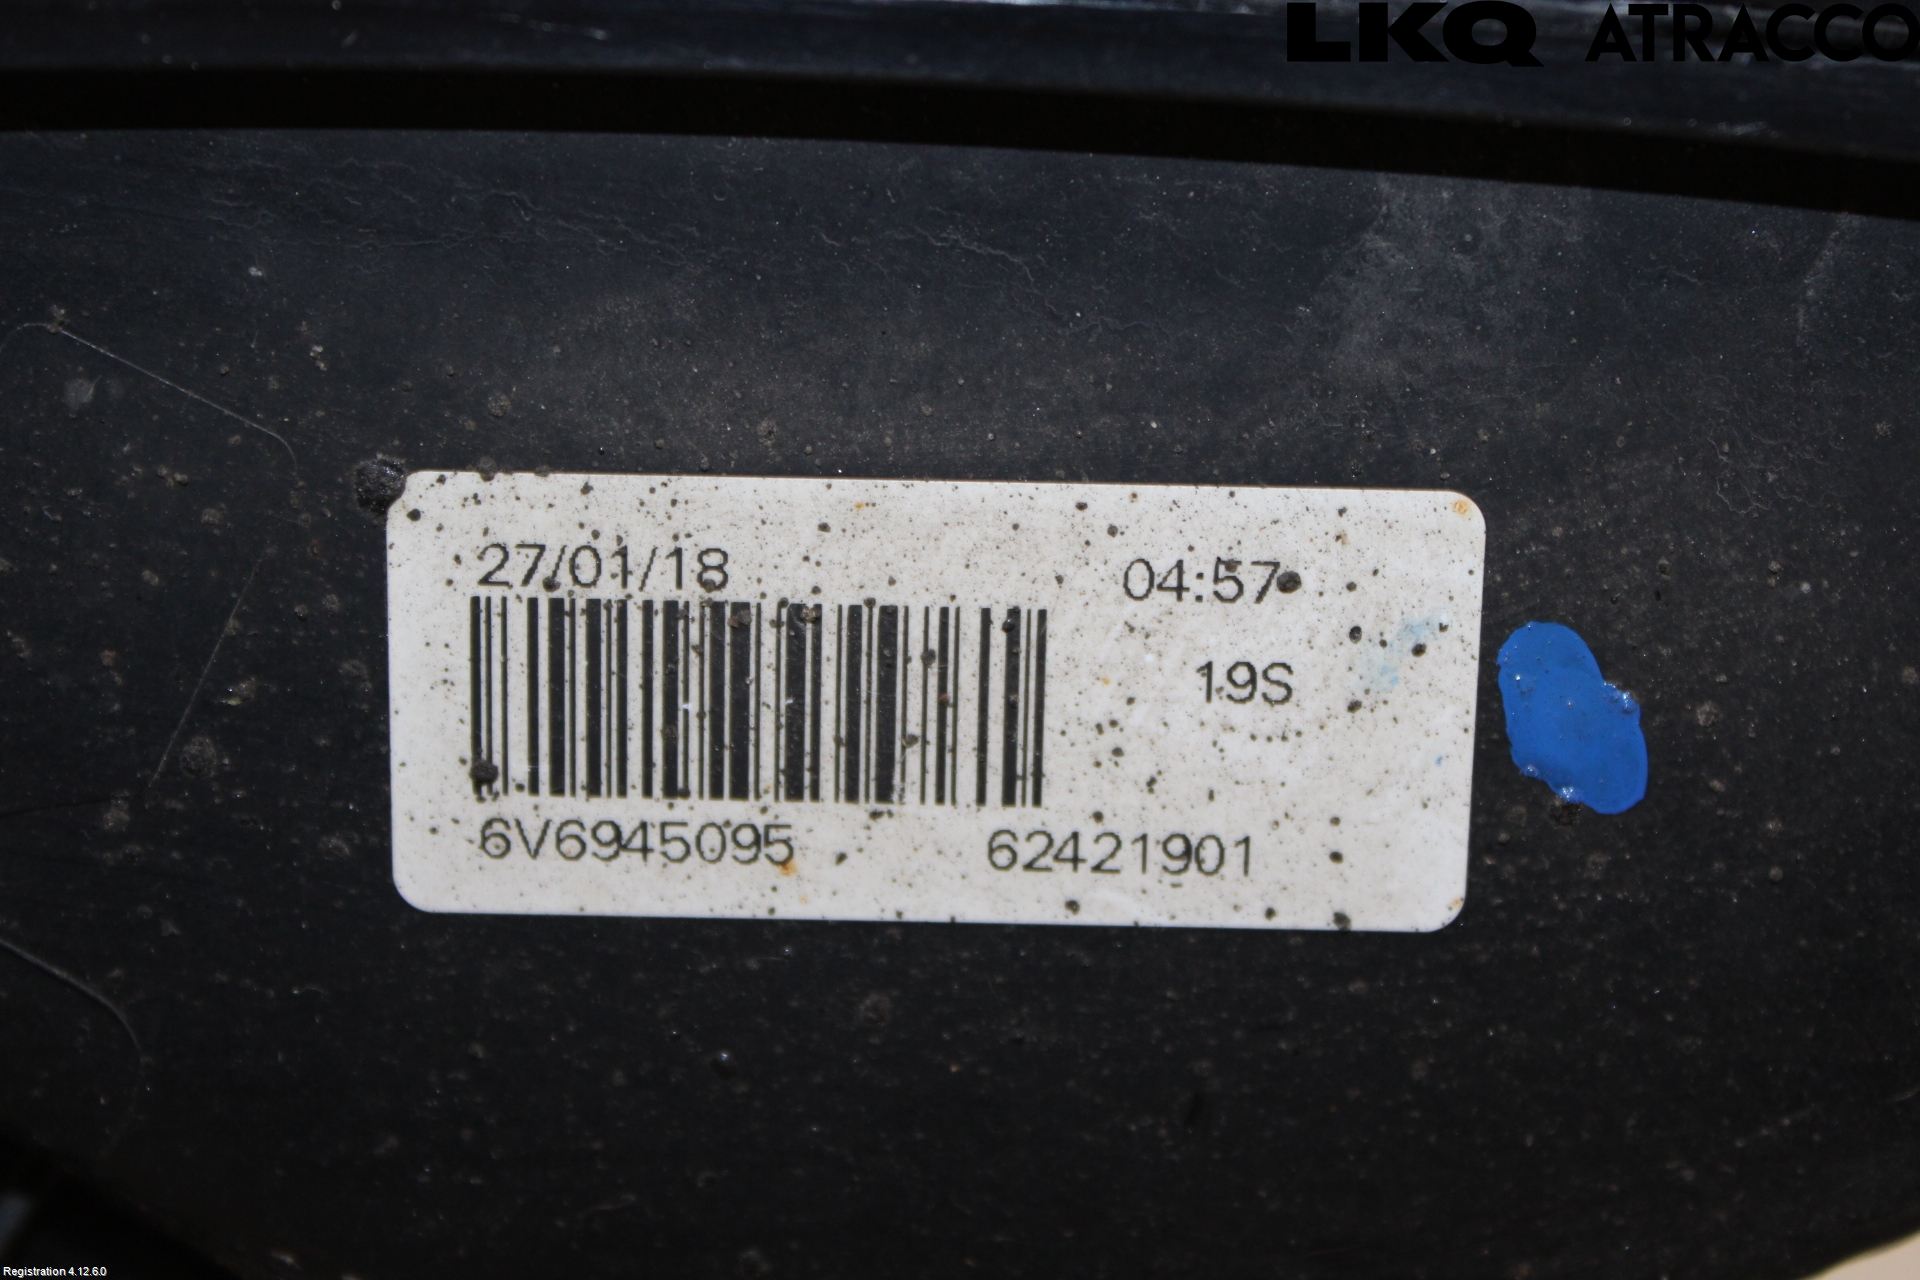 LKQ ATRACCO
27/01/18 04:57
19S
6V6945095 62421901
Registration 4.12.6.0